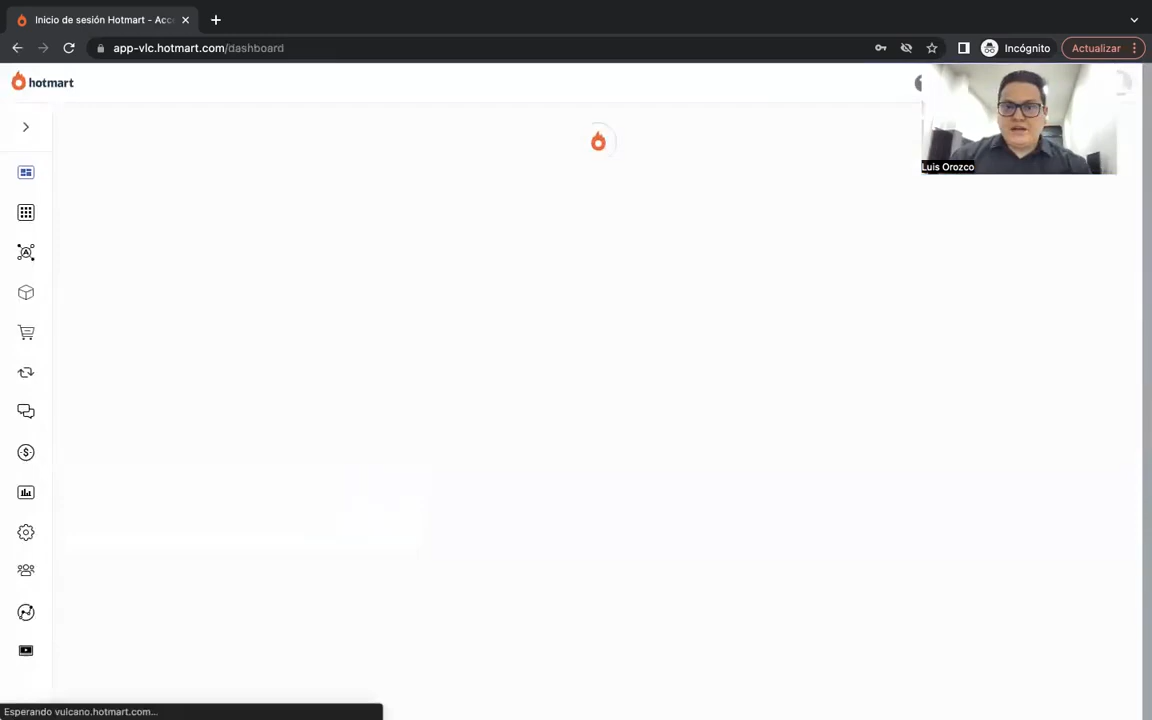 Inicio de sesión Hotmart - Acc
app-vlc.hotmart.com/dashboard
Incógnito
Actualizar
hotmart
Luis Orozco
Esperando vulcano.hotmart.com...